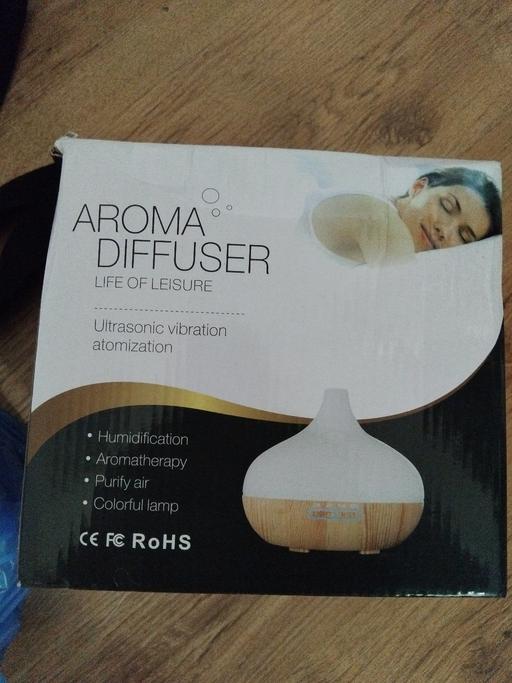 AROMA
DIFFUSER
LIFE OF LEISURE
Ultrasonic vibration
atomization
• Humidification
• Aromatherapy
• Purify air
• Colorful lamp
CE FC RoHS